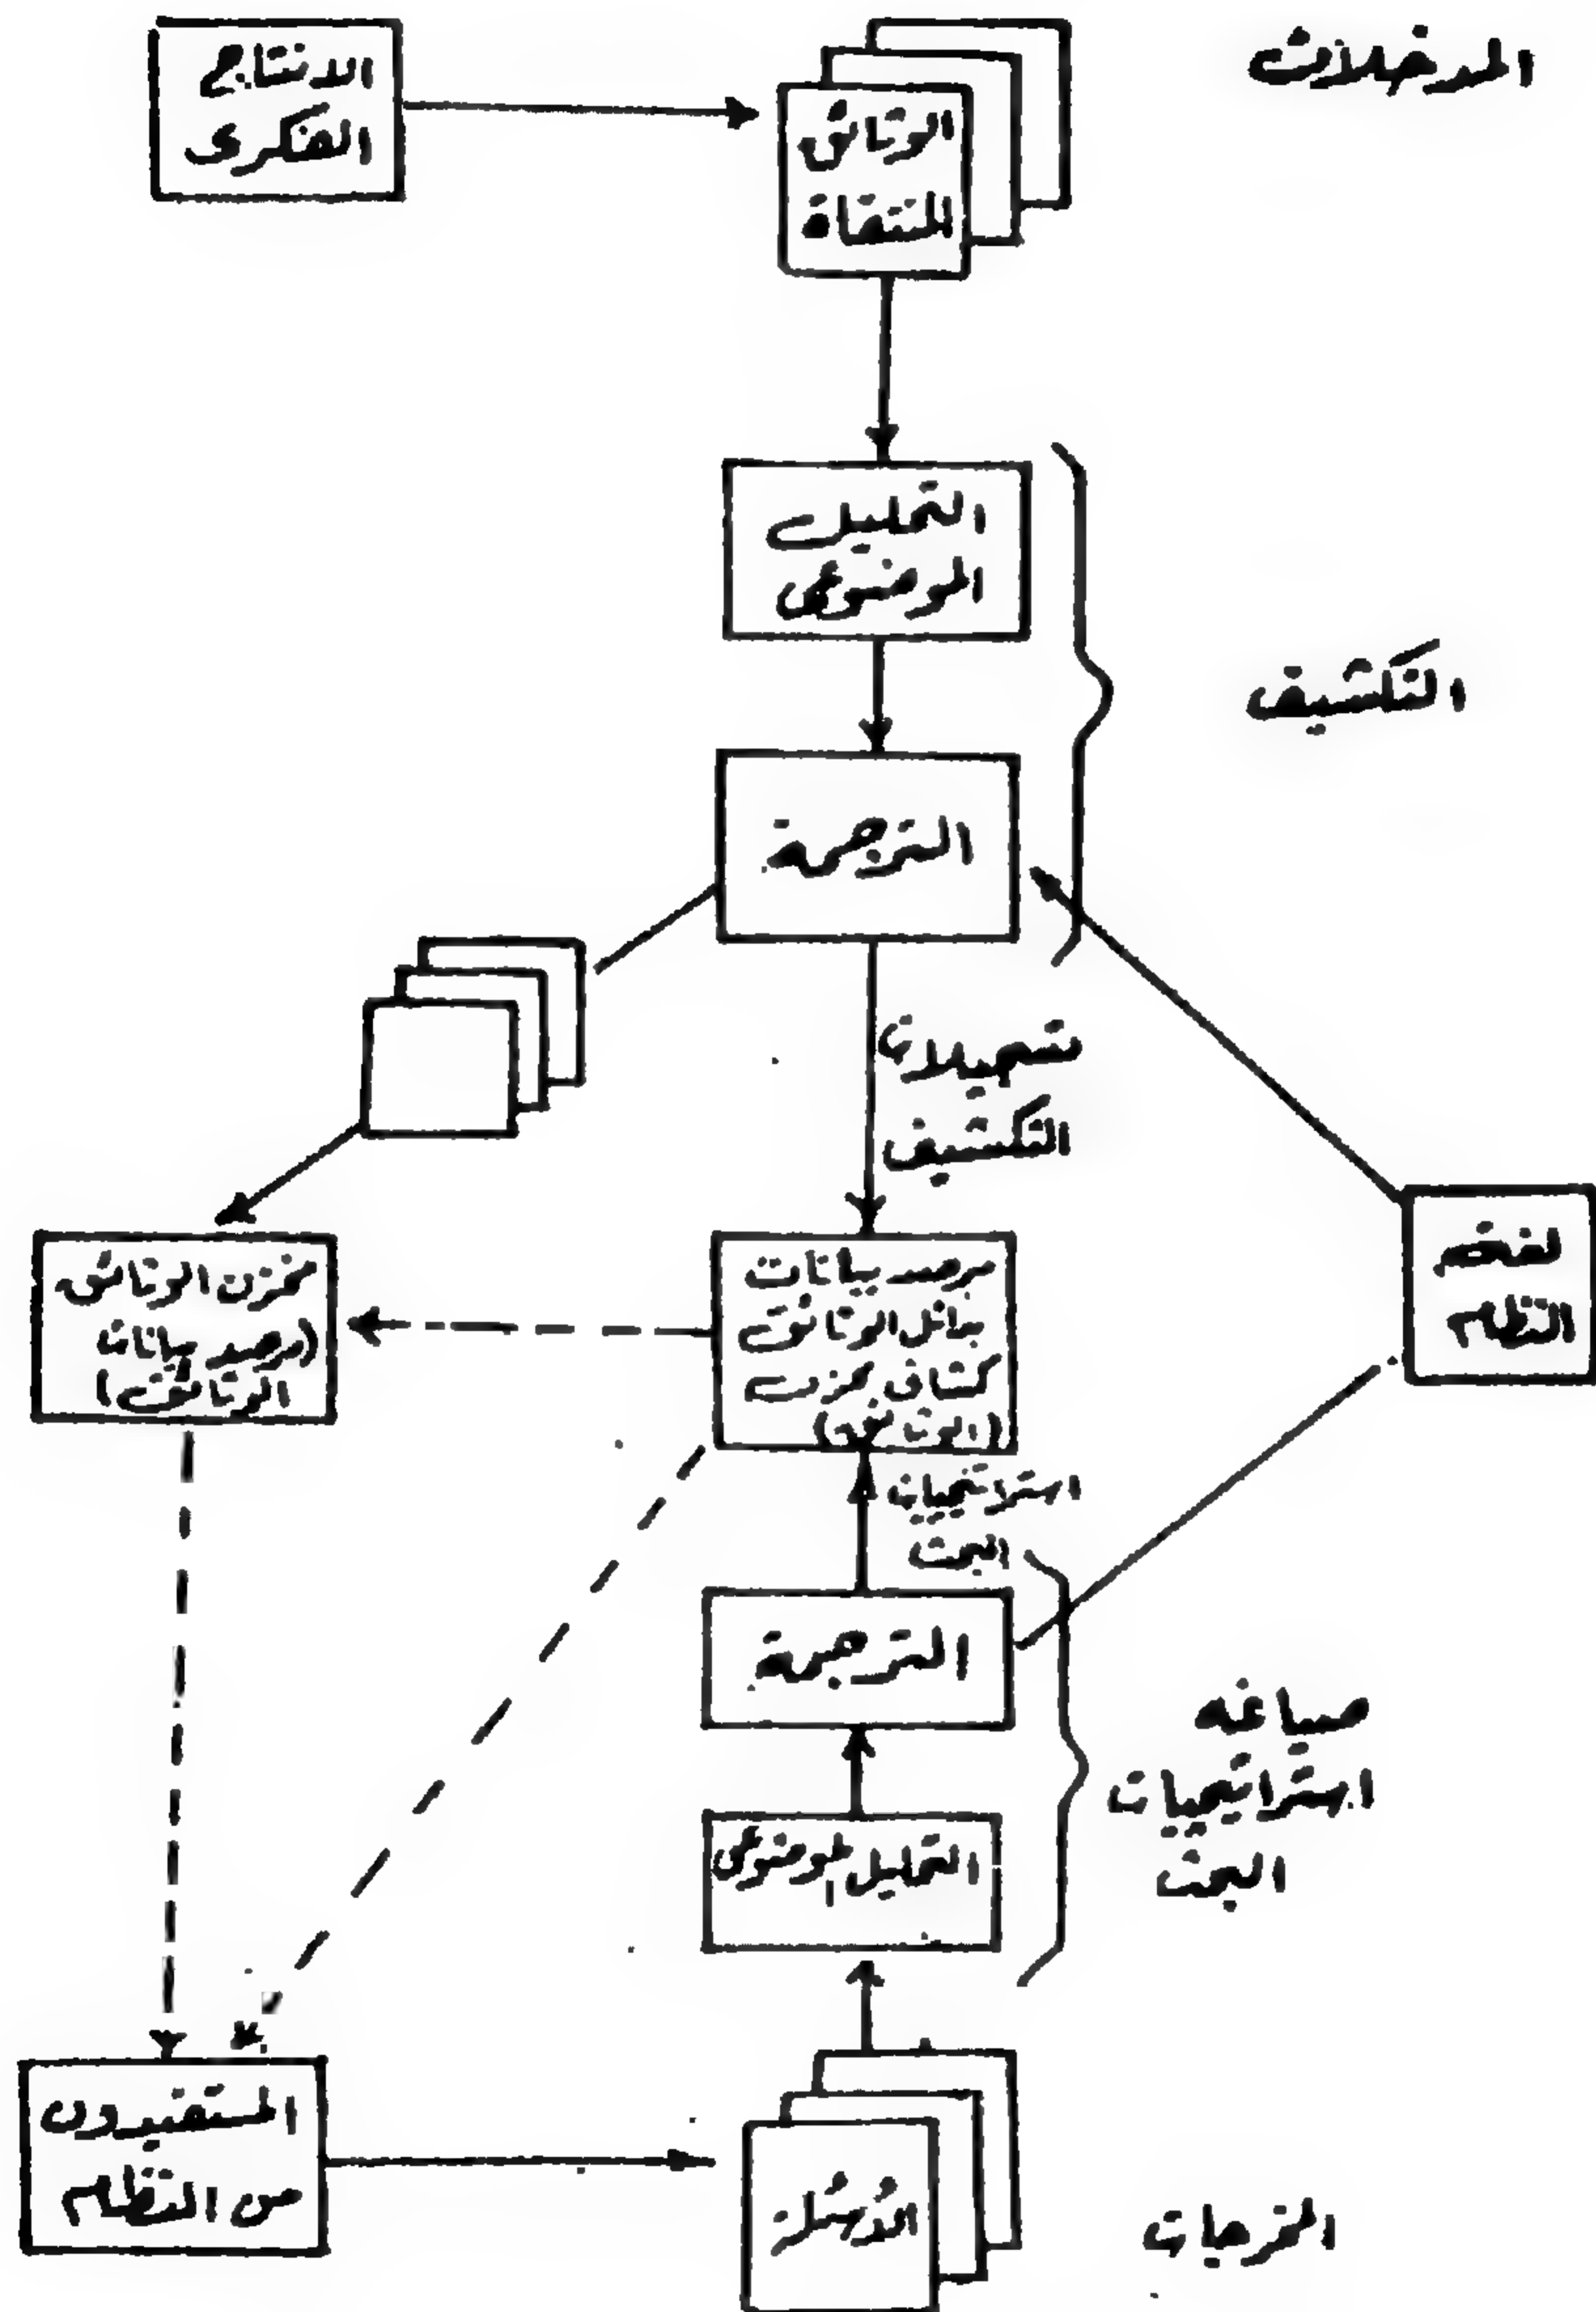 المدخلات
الوثائق
المنتقاة
الانتاج
الفكرى
التحليل
الموضوعى
التكشيف
الترجمة
تسجيلات
التكشيف
لغة
النظام
مرصد بيانات
بدائل الوثائق
كشاف مخزن
(الوثائق)
مخزن الوثائق
(مرصد بيانات
الوثائق)
استراتيجيات
البحث
الترجمة
صياغه
استراتيجيات
البحث
التحليل الموضوعى
المستفيدون
من النظام
الأسئلة
المخرجات